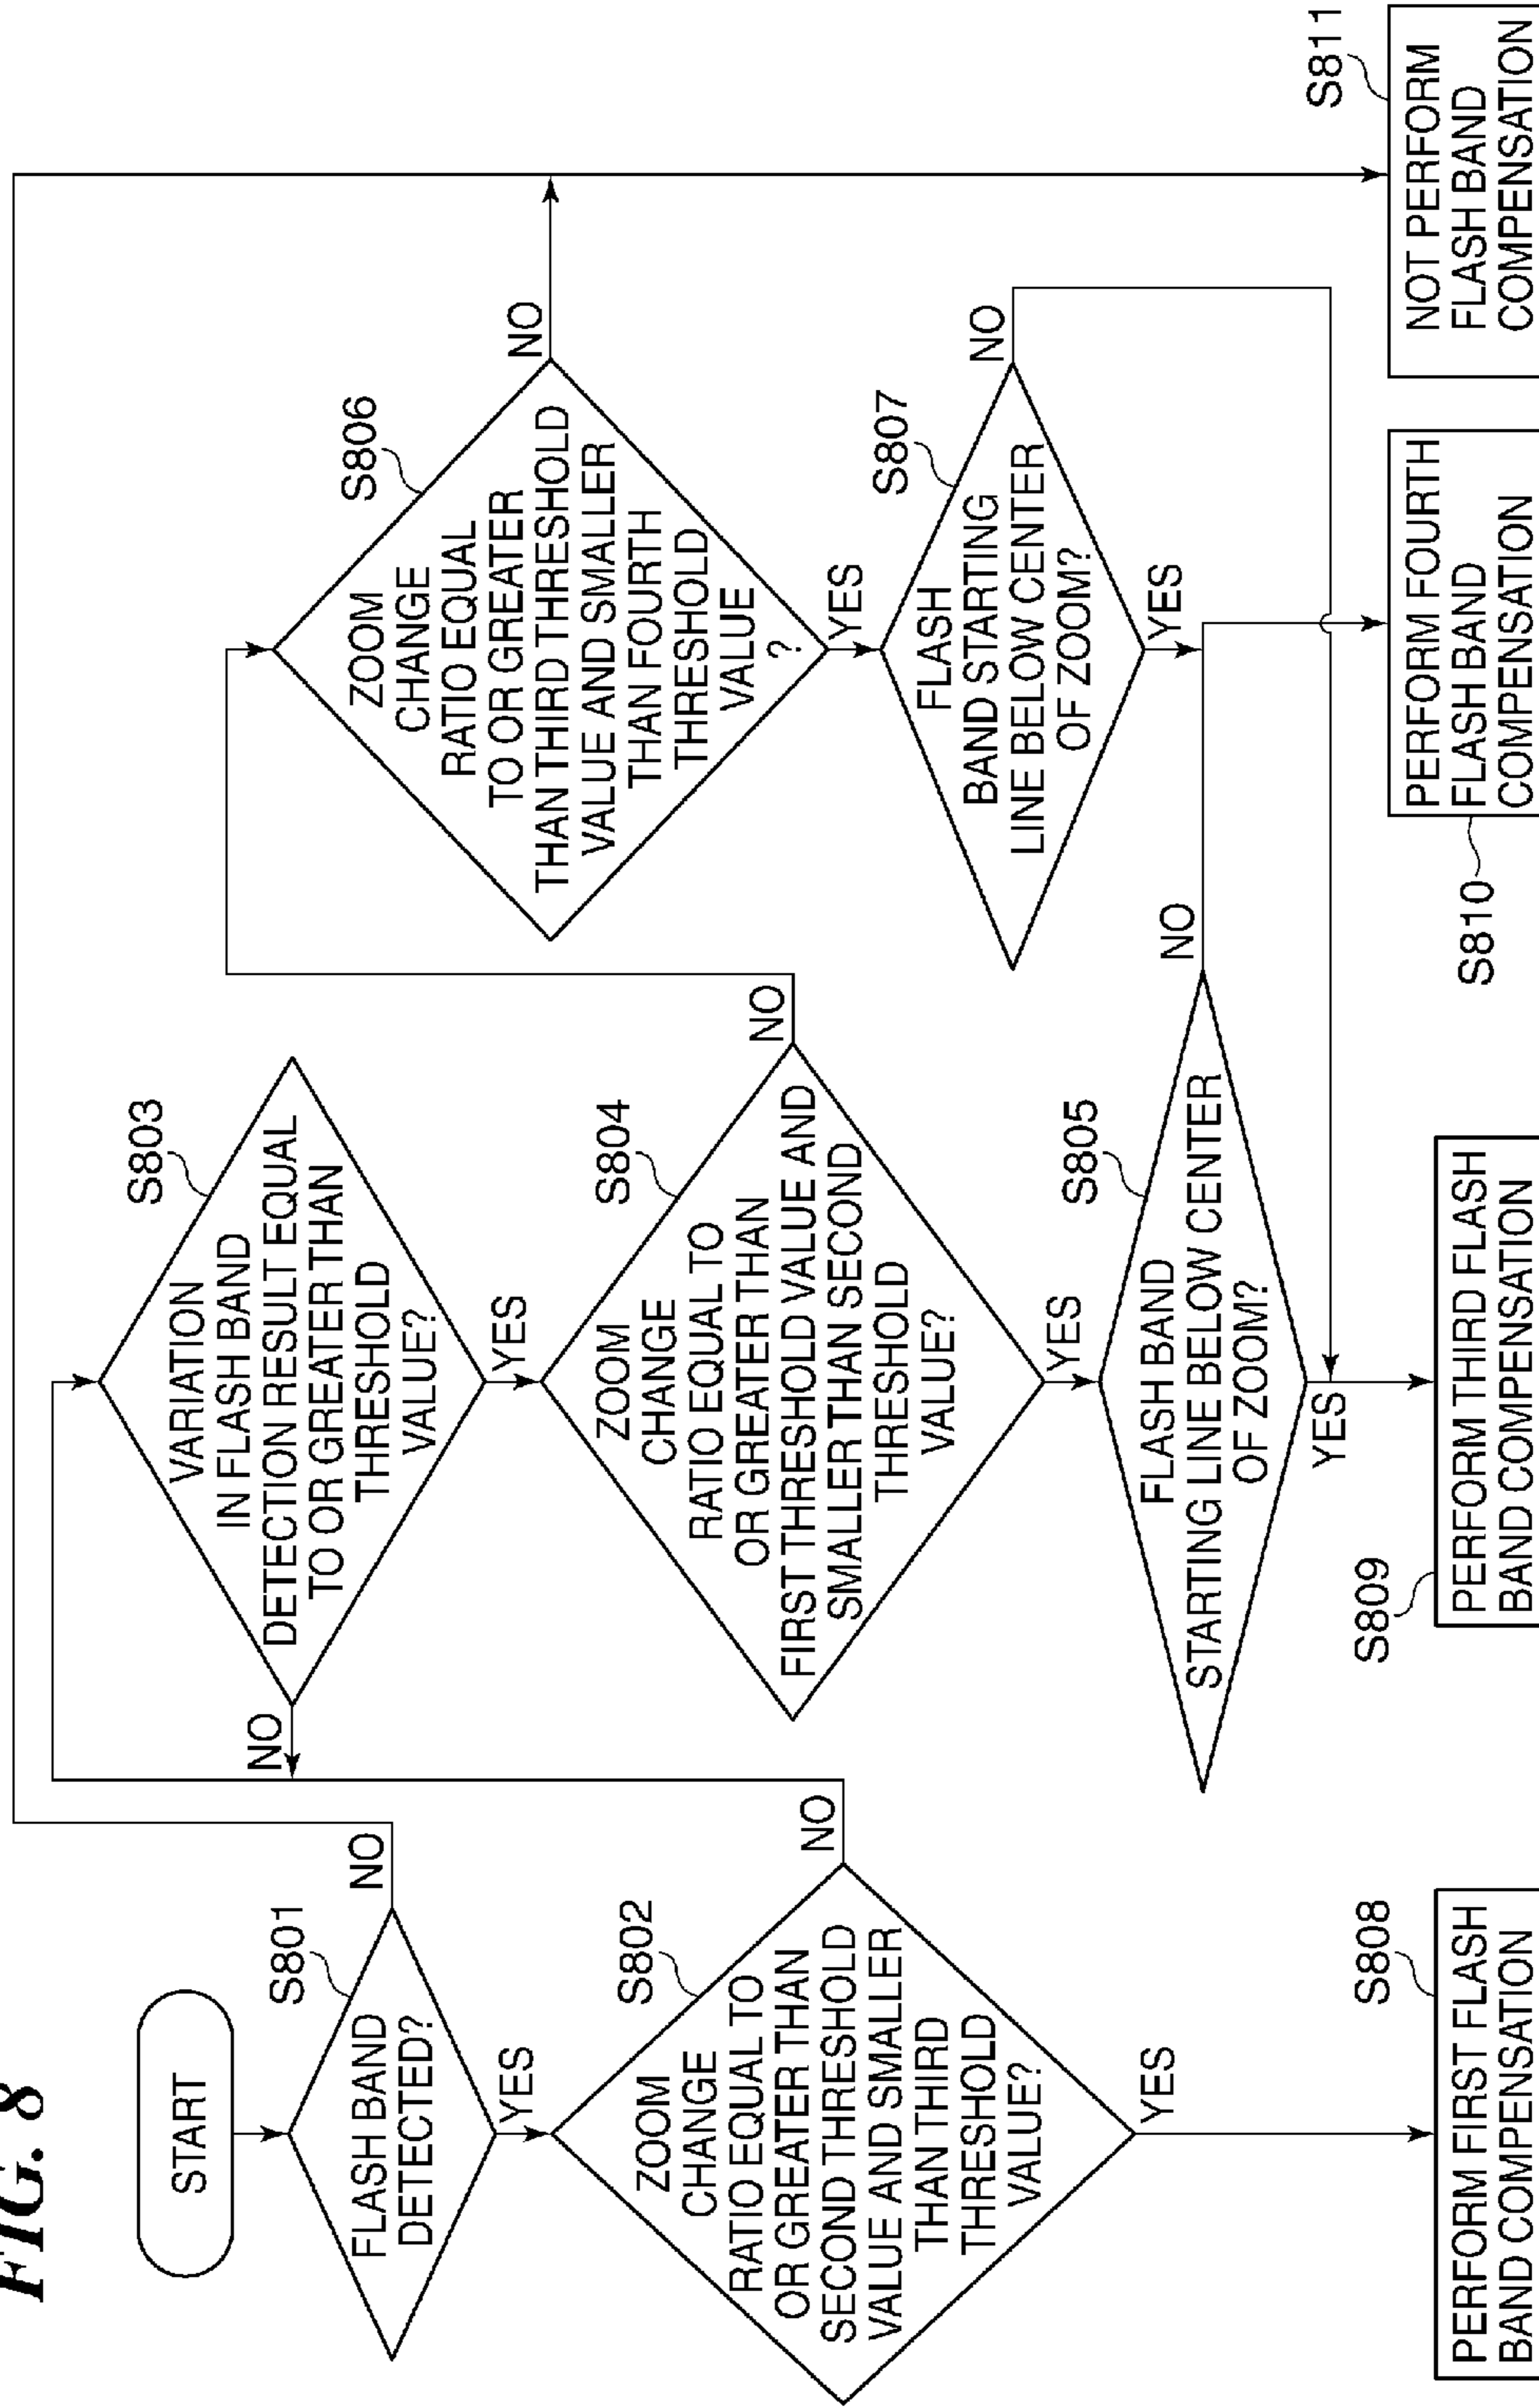 FIG. 8
START
S801
FLASH BAND
DETECTED?
NO
YES
S802
ZOOM
CHANGE
RATIO EQUAL TO
OR GREATER THAN
SECOND THRESHOLD
VALUE AND SMALLER
THAN THIRD
THRESHOLD
VALUE?
NO
YES
S808
PERFORM FIRST FLASH
BAND COMPENSATION
S803
VARIATION
IN FLASH BAND
DETECTION RESULT EQUAL
TO OR GREATER THAN
THRESHOLD
VALUE?
NO
YES
S804
ZOOM
CHANGE
RATIO EQUAL TO
OR GREATER THAN
FIRST THRESHOLD VALUE AND
SMALLER THAN SECOND
THRESHOLD
VALUE?
NO
YES
S805
FLASH BAND
STARTING LINE BELOW CENTER
OF ZOOM?
NO
YES
S809
PERFORM THIRD FLASH
BAND COMPENSATION
S806
ZOOM
CHANGE
RATIO EQUAL
TO OR GREATER
THAN THIRD THRESHOLD
VALUE AND SMALLER
THAN FOURTH
THRESHOLD
VALUE
?
NO
YES
S807
FLASH
BAND STARTING
LINE BELOW CENTER
OF ZOOM?
NO
YES
S810
PERFORM FOURTH
FLASH BAND
COMPENSATION
S811
NOT PERFORM
FLASH BAND
COMPENSATION